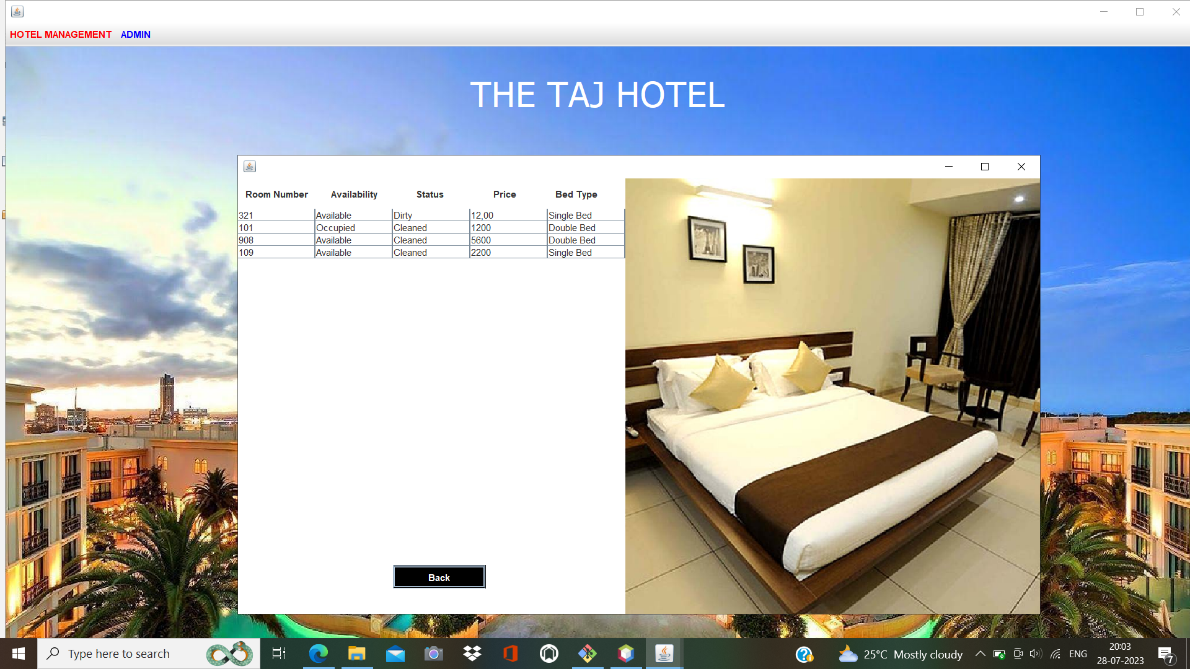 HOTEL MANAGEMENT ADMIN
THE TAJ HOTEL
Room Number Availability Status Price Bed Type
321 Available Dirty 12,00 Single Bed
101 Occupied Cleaned 1200 Double Bed
908 Available Cleaned 5600 Double Bed
109 Available Cleaned 2200 Single Bed
Back
Type here to search
25°C Mostly cloudy
ENG
20:03
28-07-2023
7